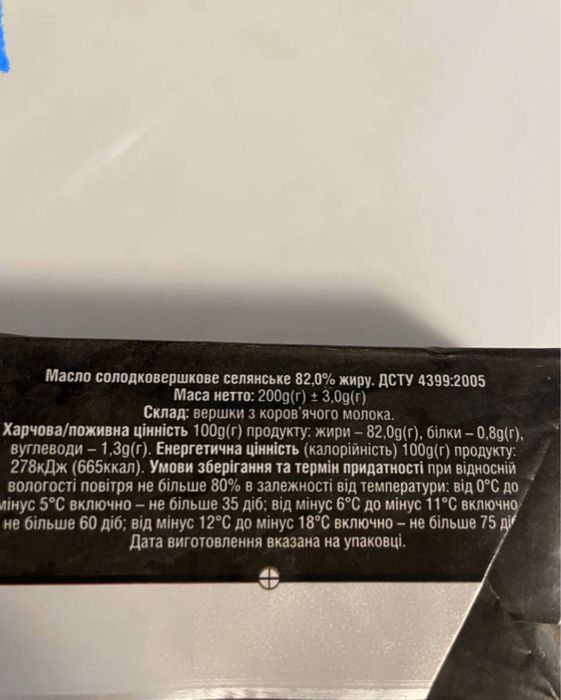 Масло солодковершкове селянське 82,0% жиру. ДСТУ 4399:2005
Маса нетто: 200g(г) ± 3,0g(г)
Склад: вершки з коров'ячого молока.
Харчова/поживна цінність 100g(г) продукту: жири – 82,0g(г), білки – 0,8g(г),
вуглеводи – 1,3g(г). Енергетична цінність (калорійність) 100g(г) продукту:
278кДж (665ккал). Умови зберігання та термін придатності при відносній
вологості повітря не більше 80% в залежності від температури: від 0°С до
мінус 5°С включно – не більше 35 діб; від мінус 6°С до мінус 11°С включно
не більше 60 діб; від мінус 12°С до мінус 18°С включно – не більше 75 ді
Дата виготовлення вказана на упаковці.